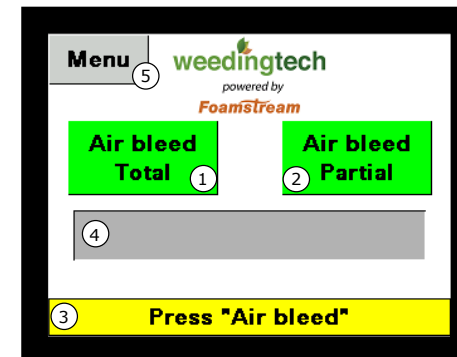 Menu
5
weedingtech
powered by
Foamstream
Air bleed
Total
1
Air bleed
Partial
2
4
3
Press "Air bleed"